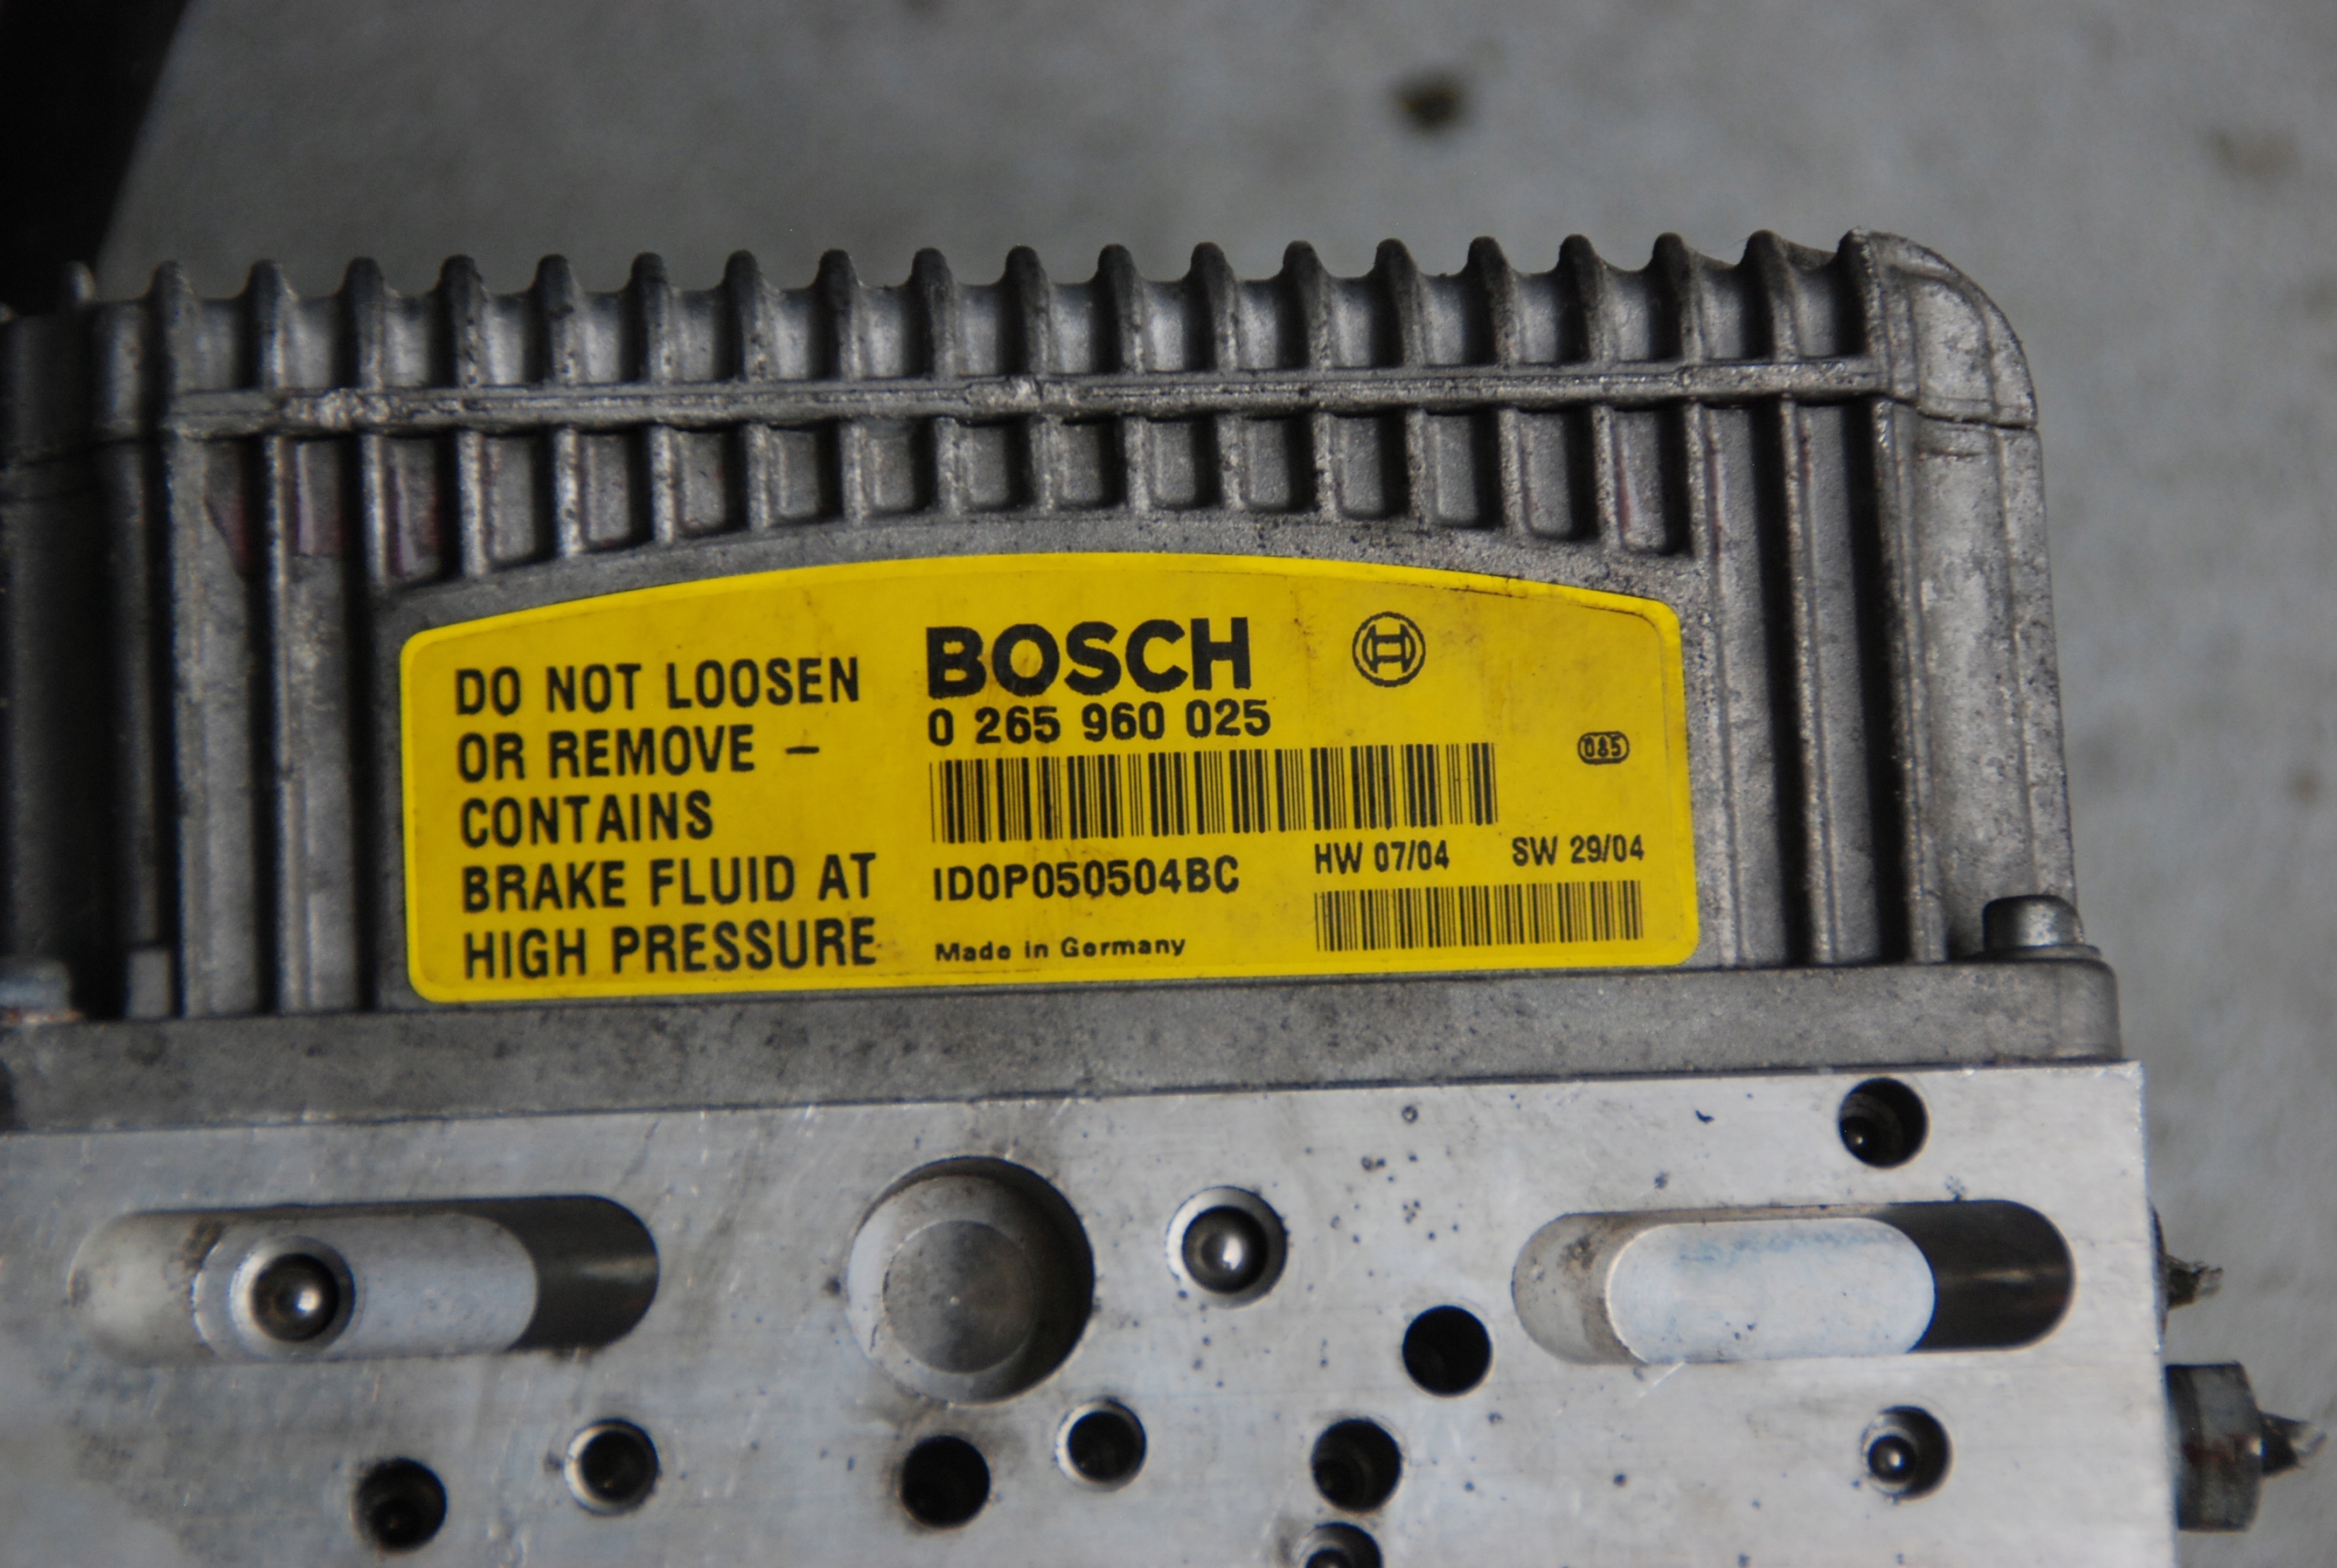 DO NOT LOOSEN
OR REMOVE –
CONTAINS
BRAKE FLUID AT
HIGH PRESSURE
BOSCH
0 265 960 025
085
ID0P050504BC
HW 07/04
SW 29/04
Made in Germany